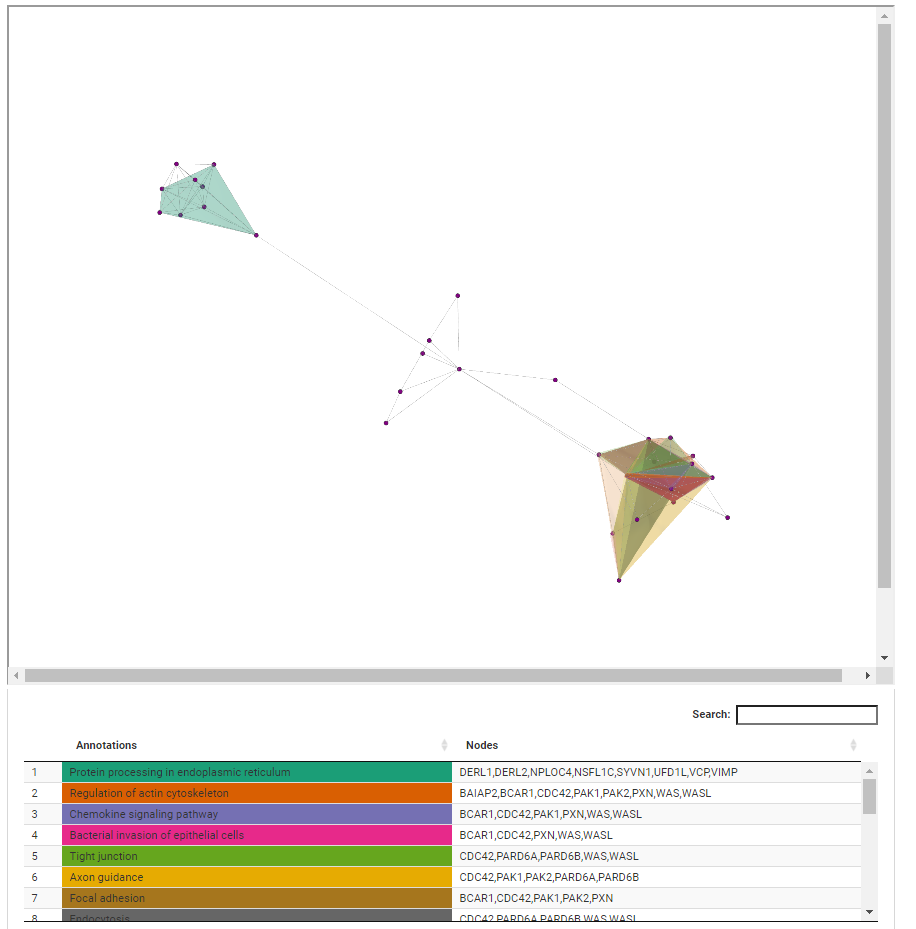 Search:
Annotations Nodes
1 Protein processing in endoplasmic reticulum DERL1,DERL2,NPLOC4,NSFL1C,SYVN1,UFD1L,VCP,VIMP
2 Regulation of actin cytoskeleton BAIAP2,BCAR1,CDC42,PAK1,PAK2,PXN,WAS,WASL
3 Chemokine signaling pathway BCAR1,CDC42,PAK1,PXN,WAS,WASL
4 Bacterial invasion of epithelial cells BCAR1,CDC42,PXN,WAS,WASL
5 Tight junction CDC42,PARD6A,PARD6B,WAS,WASL
6 Axon guidance CDC42,PAK1,PAK2,PARD6A,PARD6B
7 Focal adhesion BCAR1,CDC42,PAK1,PAK2,PXN
8 Endocytosis CDC42,PARD6A,PARD6B,WAS,WASL